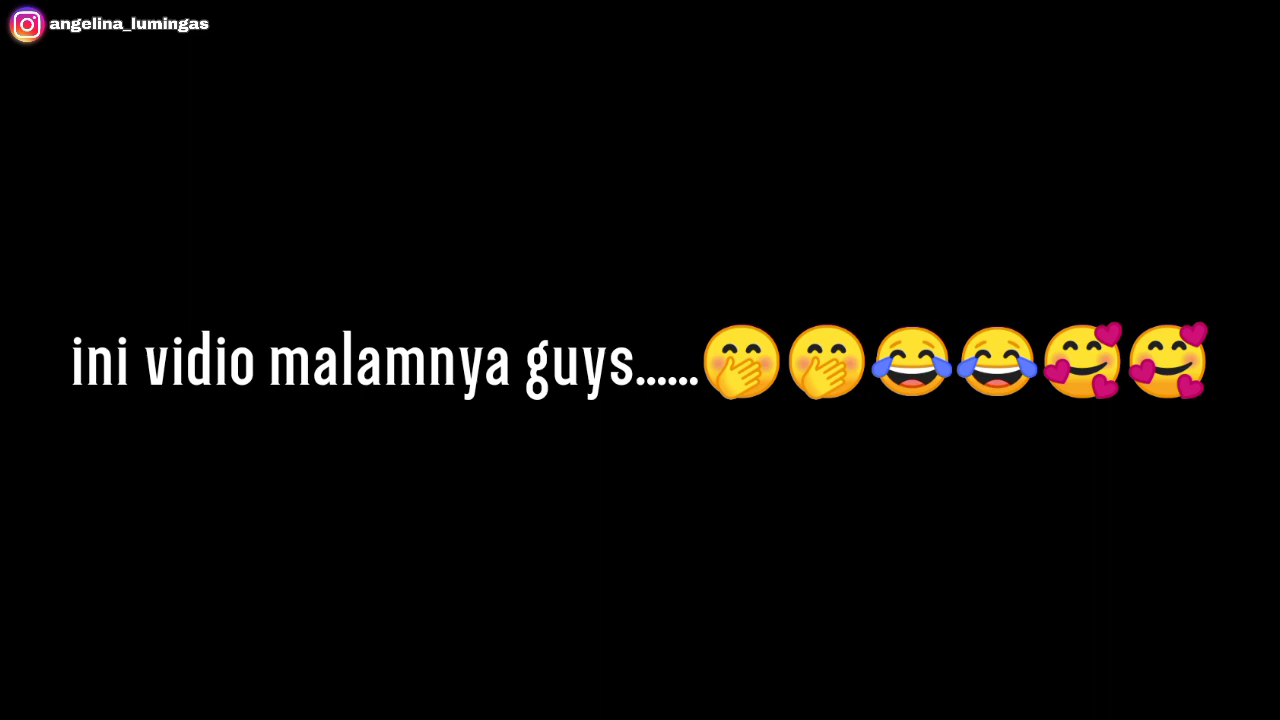 angelina_lumingas
ini vidio malamnya guys......🤭🤭😂😂🥰🥰